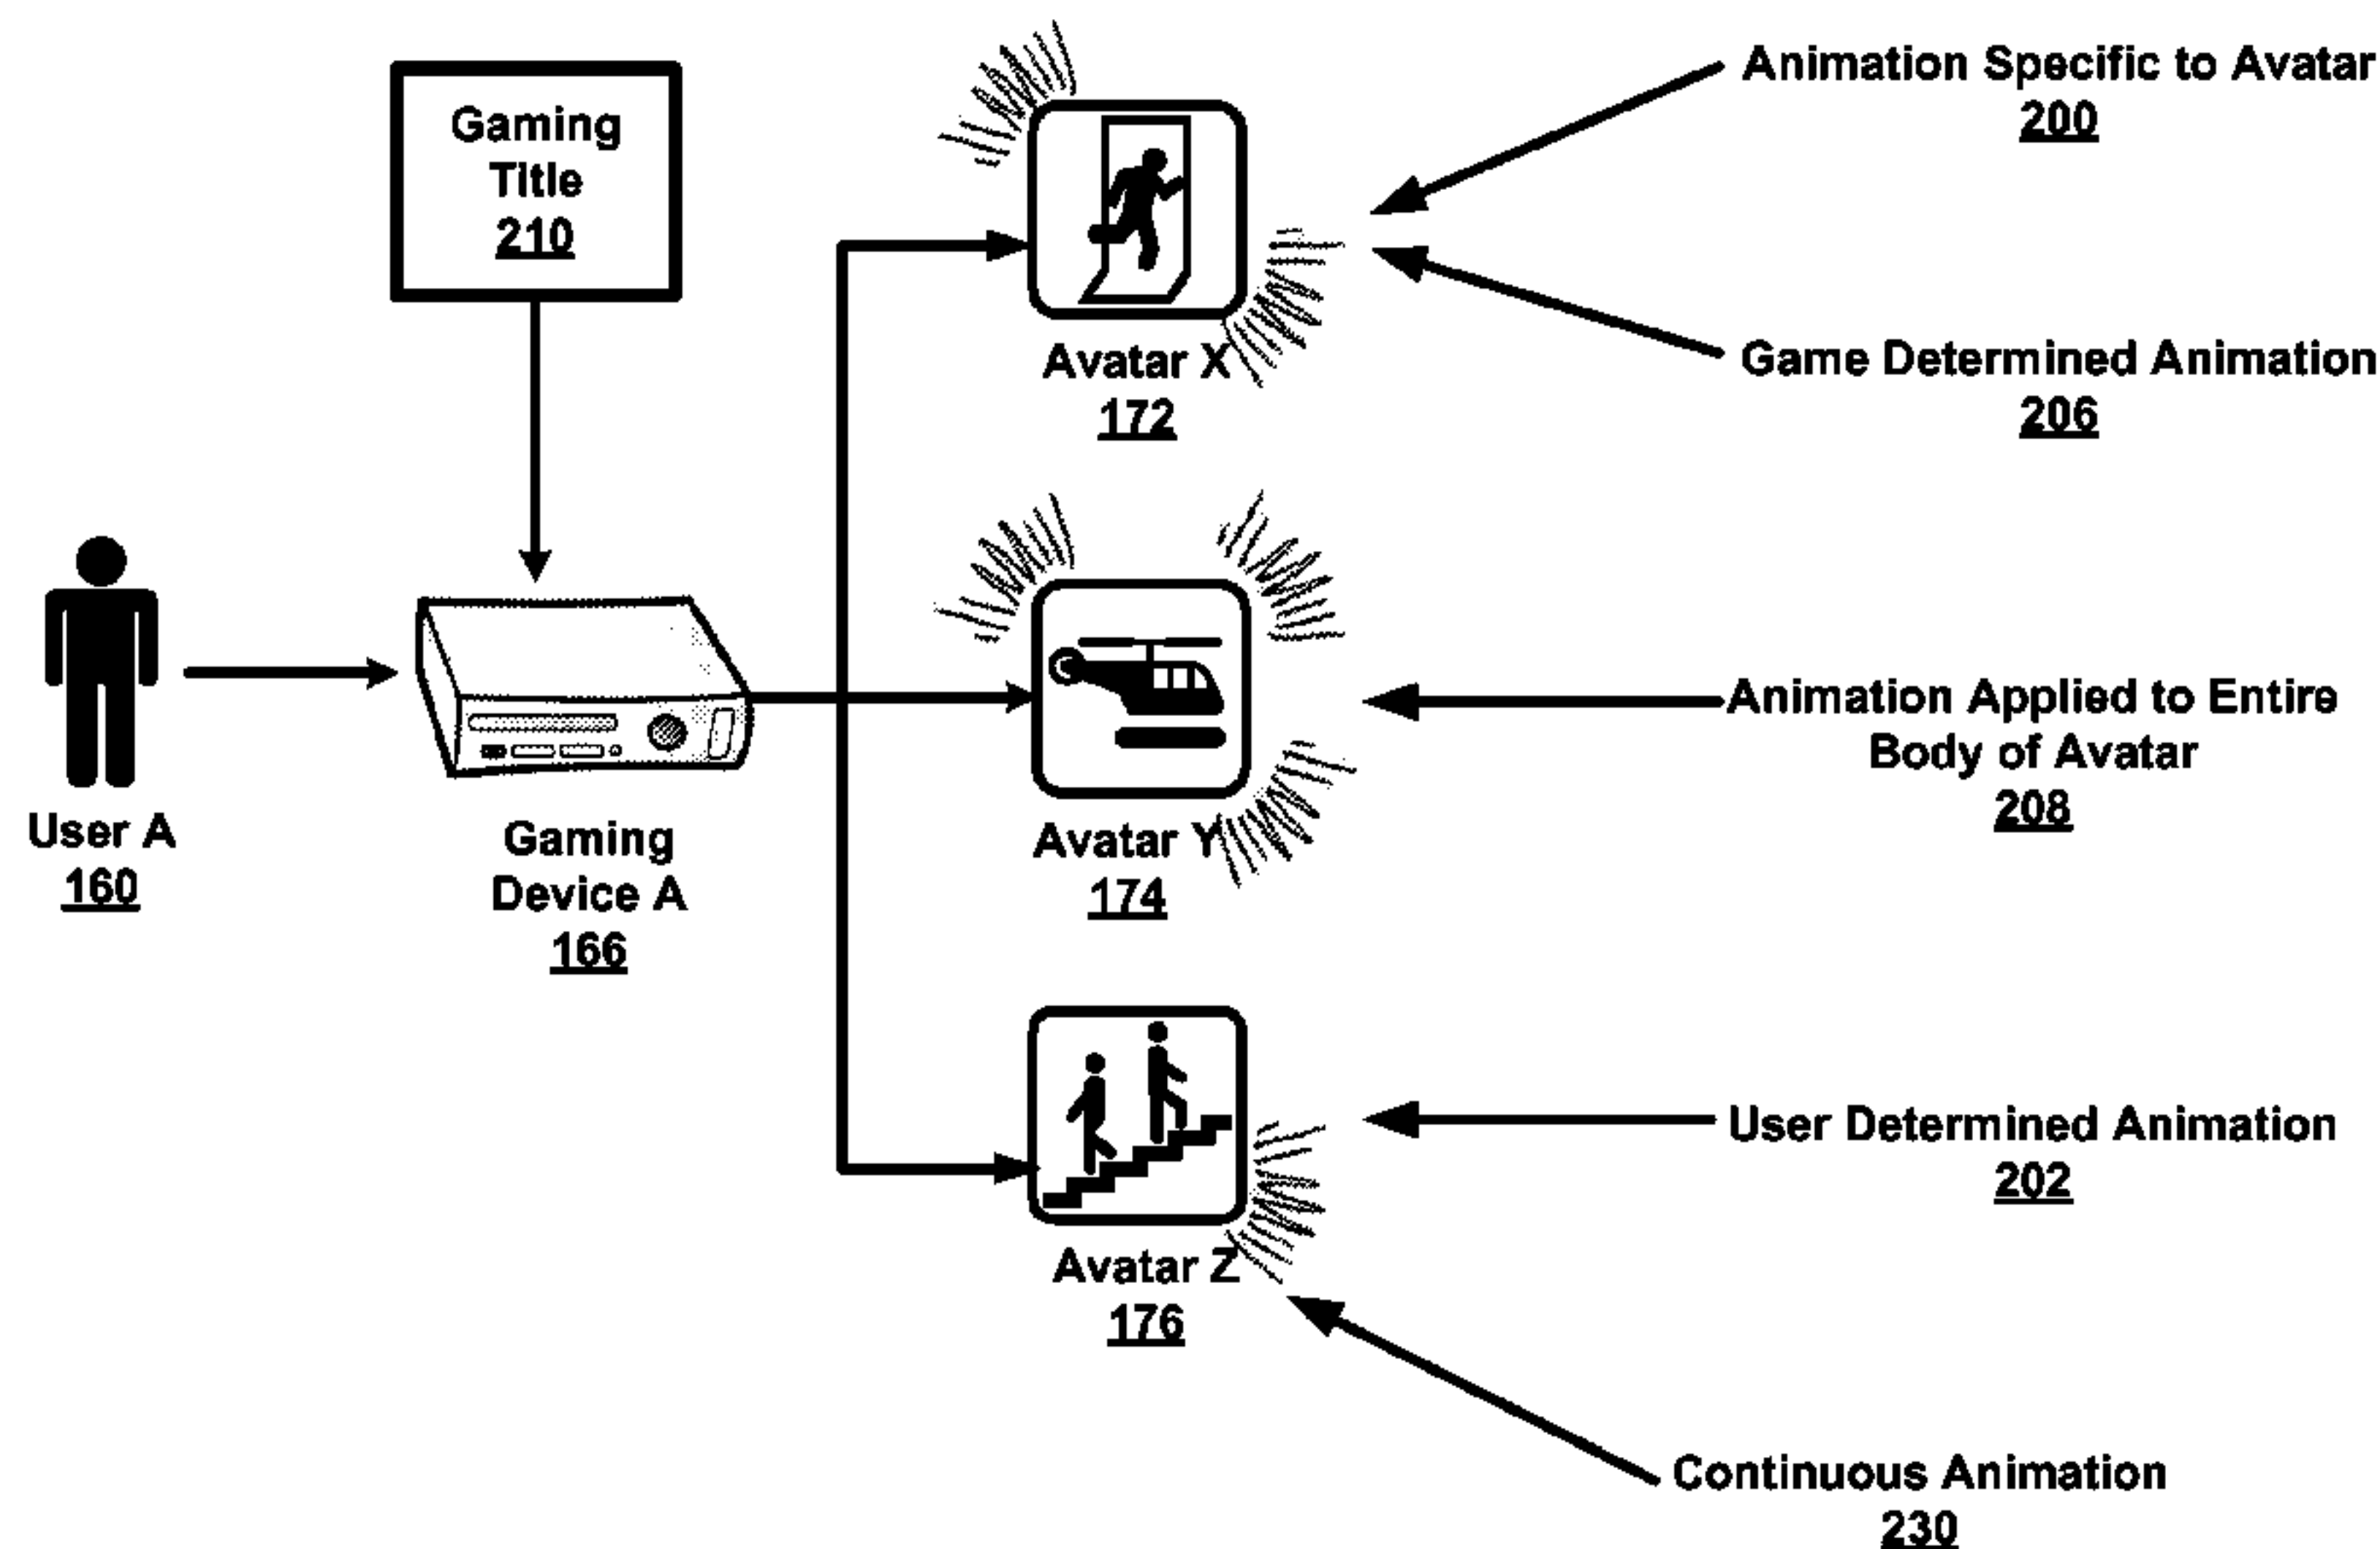 Gaming
Title
210
Animation Specific to Avatar
200
Game Determined Animation
206
Avatar X
172
User A
160
Gaming
Device A
166
Avatar Y
174
Animation Applied to Entire
Body of Avatar
208
Avatar Z
176
User Determined Animation
202
Continuous Animation
230